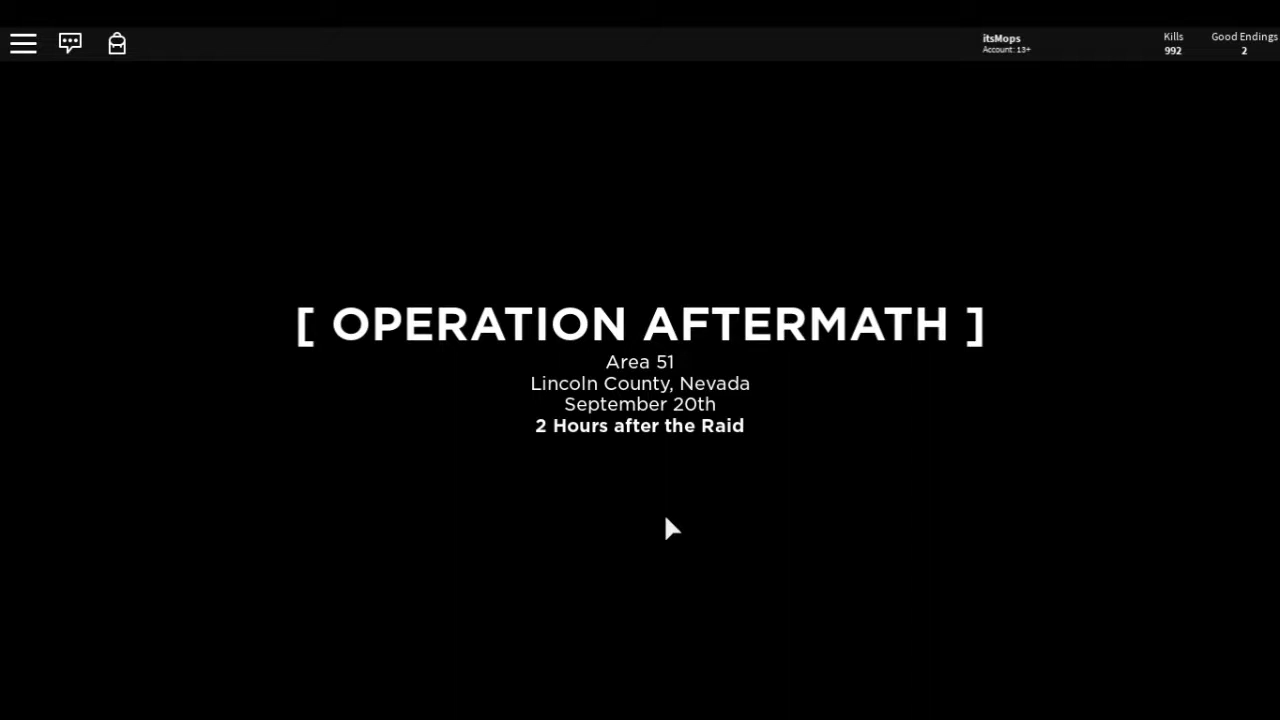 itsMops
Account: 13+
Kills
992
Good Endings
2
[ OPERATION AFTERMATH ]
Area 51
Lincoln County, Nevada
September 20th
2 Hours after the Raid